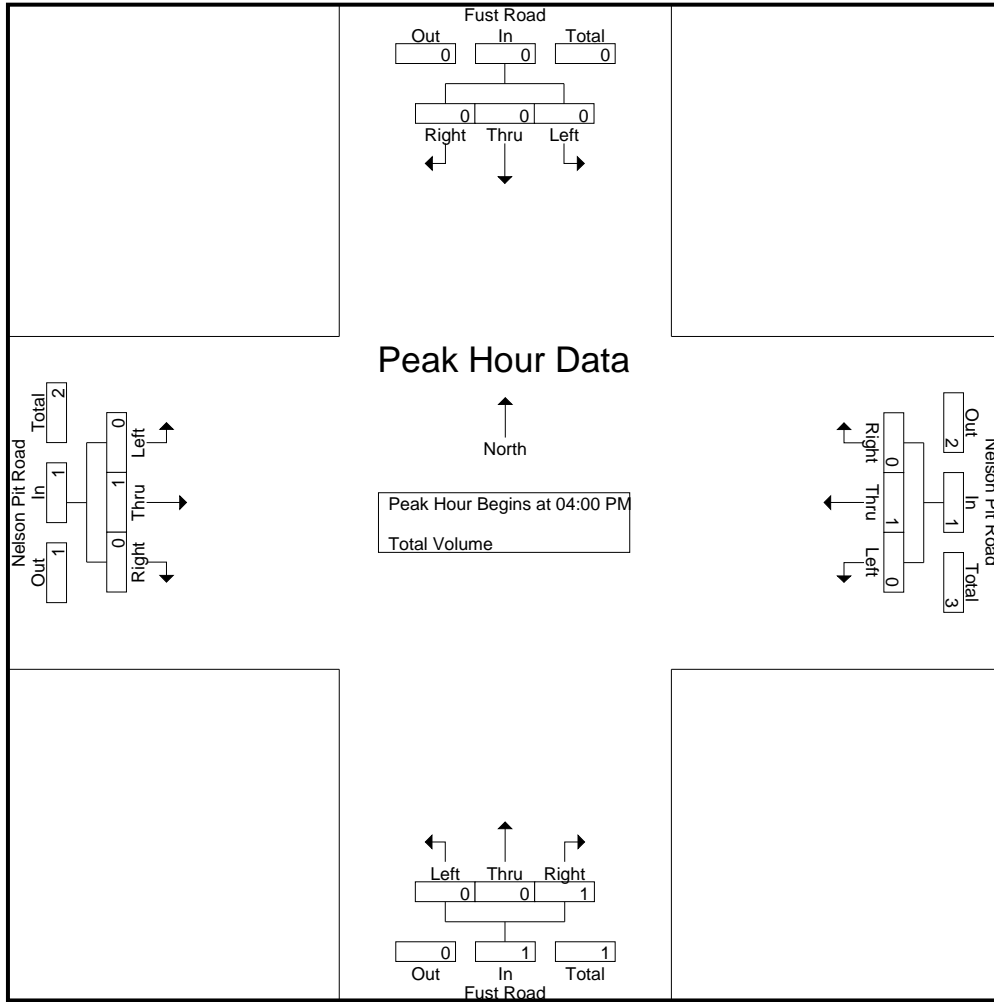 Fust Road
Out In Total
0 0 0
0 0 0
Right Thru Left
Peak Hour Data
North
Peak Hour Begins at 04:00 PM
Total Volume
Nelson Pit Road
Out In Total
1 1 2
0 1 0
Left Thru Right
Nelson Pit Road
Out In Total
2 1 3
0 1 0
Right Thru Left
Left Thru Right
0 0 1
0 1 1
Out In Total
Fust Road